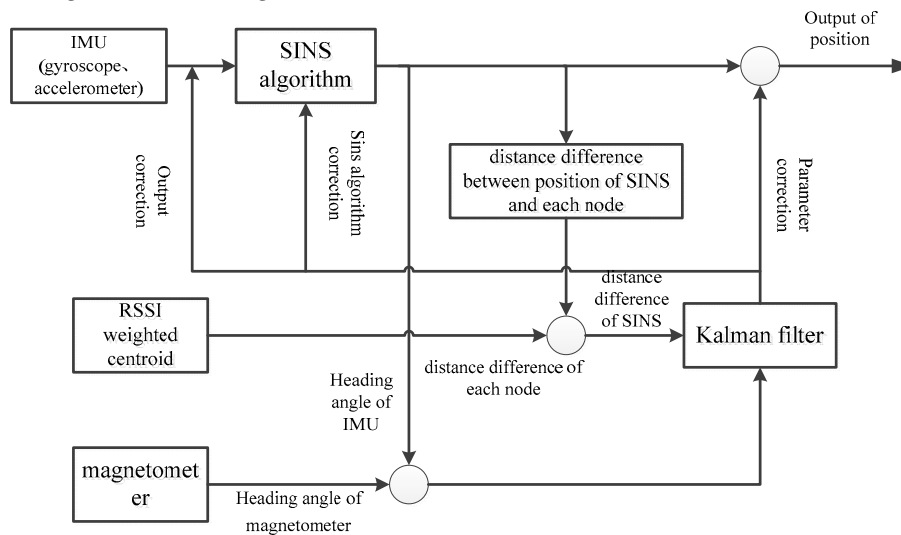 IMU
(gyroscope、
accelerometer)
SINS
algorithm
Output of
position
Output
correction
Sins algorithm
correction
distance difference
between position of SINS
and each node
Parameter
correction
RSSI
weighted
centroid
distance
difference
of SINS
Kalman filter
distance difference of
each node
Heading
angle of
IMU
magnetomet
er
Heading angle of
magnetometer